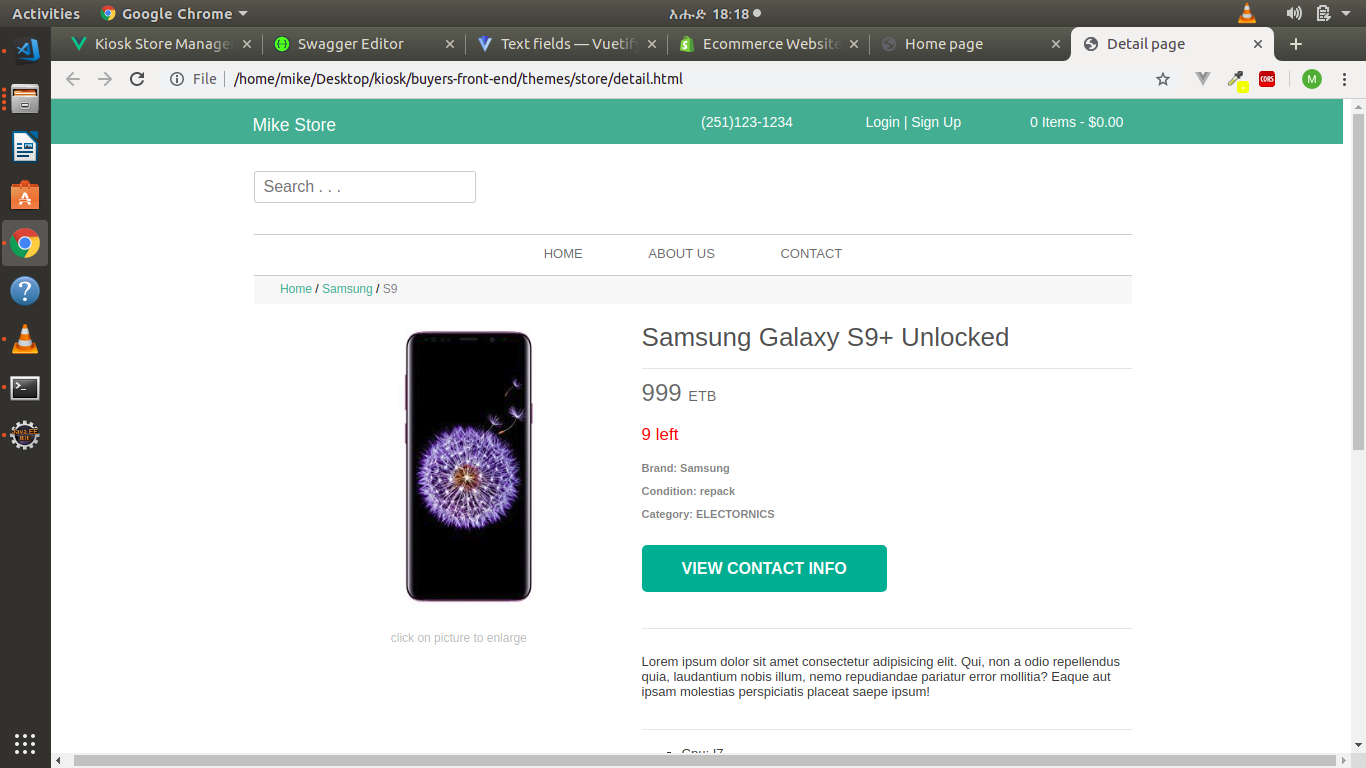 Activities
Google Chrome
እሑድ 18:18
Kiosk Store Manage
Swagger Editor
Text fields — Vuetif
Ecommerce Website
Home page
Detail page
File
/home/mike/Desktop/kiosk/buyers-front-end/themes/store/detail.html
CORS
M
Mike Store
(251)123-1234
Login | Sign Up
0 Items - $0.00
Search . . .
HOME
ABOUT US
CONTACT
Home / Samsung / S9
Samsung Galaxy S9+ Unlocked
999 ETB
9 left
Brand: Samsung
Condition: repack
Category: ELECTORNICS
VIEW CONTACT INFO
click on picture to enlarge
Lorem ipsum dolor sit amet consectetur adipisicing elit. Qui, non a odio repellendus
quia, laudantium nobis illum, nemo repudiandae pariatur error mollitia? Eaque aut
ipsam molestias perspiciatis placeat saepe ipsum!
Cpu: I7
Java EE